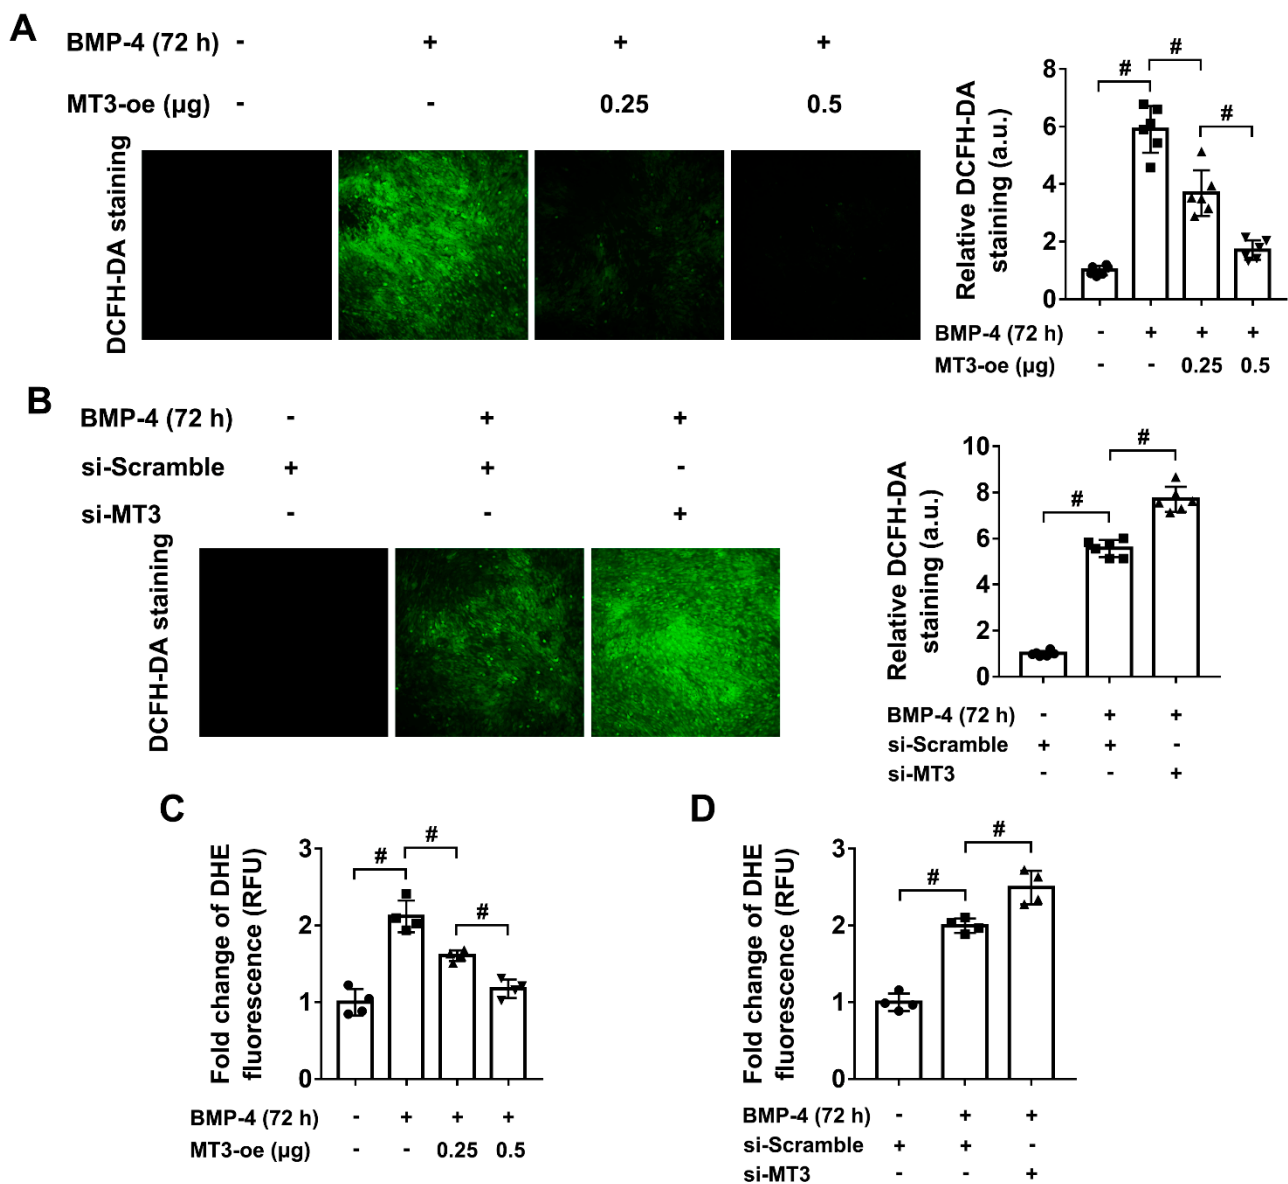 A
BMP-4 (72 h) - + + +
MT3-oe (μg) - - 0.25 0.5
DCFH-DA staining
Relative DCFH-DA
staining (a.u.)
8
6
4
2
0
# # #
BMP-4 (72 h) - + + +
MT3-oe (μg) - - 0.25 0.5
B
BMP-4 (72 h) - + +
si-Scramble + + -
si-MT3 - - +
DCFH-DA staining
Relative DCFH-DA
staining (a.u.)
10
8
6
4
2
0
# #
BMP-4 (72 h) - + +
si-Scramble + + -
si-MT3 - - +
C
Fold change of DHE
fluorescence (RFU)
3
2
1
0
# # #
BMP-4 (72 h) - + + +
MT3-oe (μg) - - 0.25 0.5
D
Fold change of DHE
fluorescence (RFU)
3
2
1
0
# #
BMP-4 (72 h) - + +
si-Scramble + + -
si-MT3 - - +